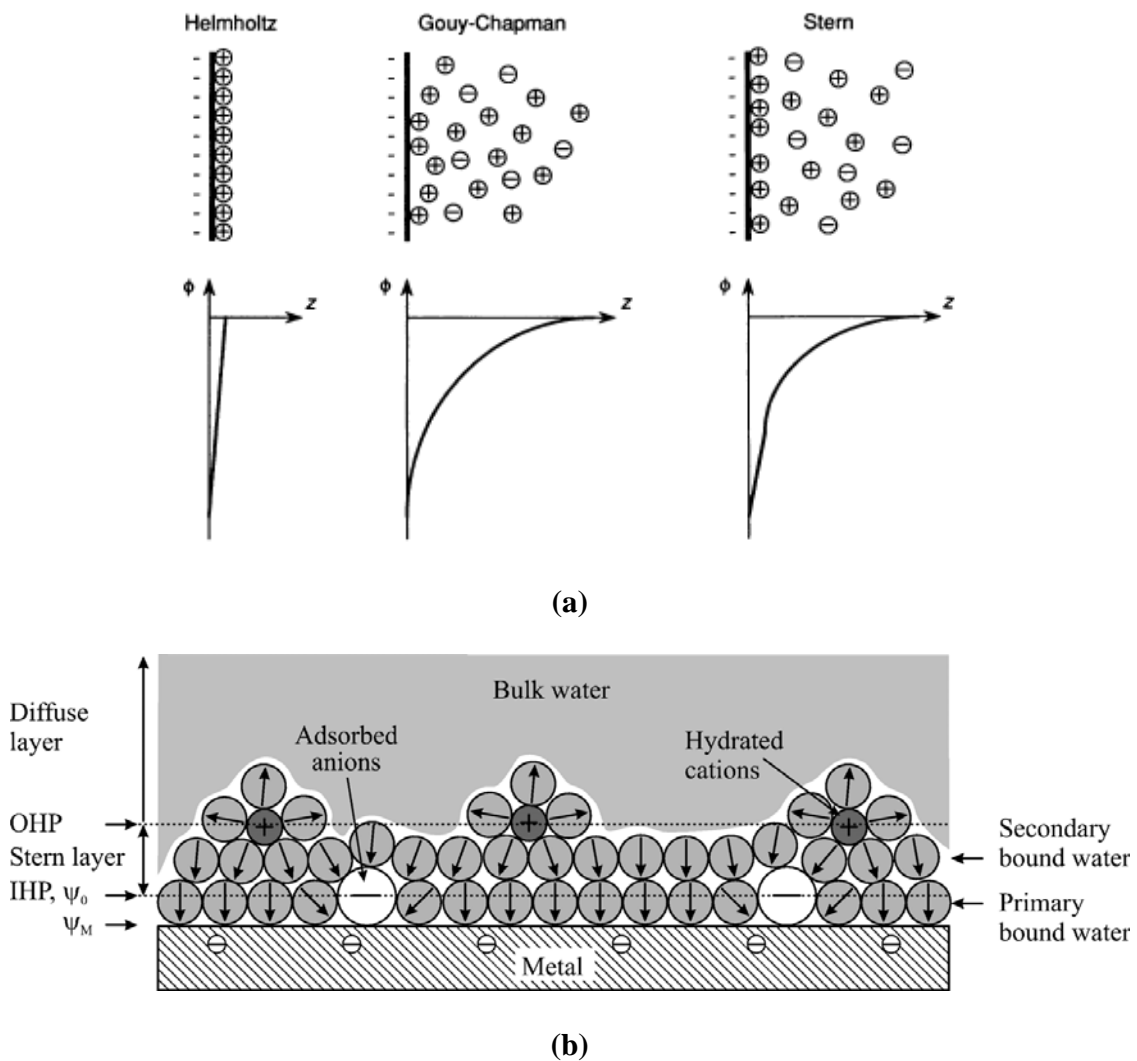 Helmholtz
Gouy-Chapman
Stern
ϕ
z
ϕ
z
ϕ
z
(a)
Diffuse
layer
OHP
Stern layer
IHP, ψ₀
ψM
Bulk water
Adsorbed
anions
Hydrated
cations
Secondary
bound water
Primary
bound water
Metal
(b)